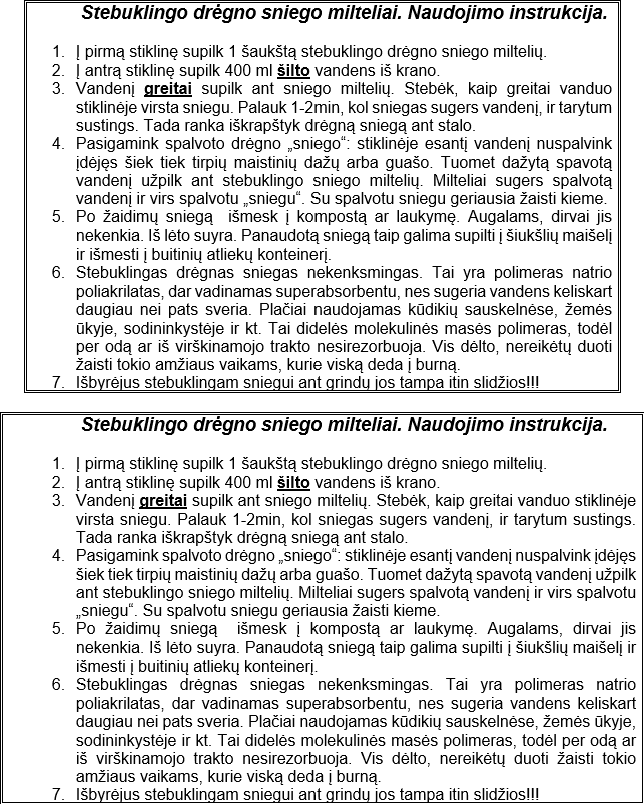 Stebuklingo drėgno sniego milteliai. Naudojimo instrukcija.
1. Į pirmą stiklinę supilk 1 šaukštą stebuklingo drėgno sniego miltelių.
2. Į antrą stiklinę supilk 400 ml šilto vandens iš krano.
3. Vandenį greitai supilk ant sniego miltelių. Stebėk, kaip greitai vanduo
stiklinėje virsta sniegu. Palauk 1-2min, kol sniegas sugers vandenį, ir tarytum
sustings. Tada ranka iškrapštyk drėgną sniegą ant stalo.
4. Pasigamink spalvoto drėgno „sniego“: stiklinėje esantį vandenį nuspalvink
įdėjęs šiek tiek tirpių maistinių dažų arba guašo. Tuomet dažytą spavotą
vandenį užpilk ant stebuklingo sniego miltelių. Milteliai sugers spalvotą
vandenį ir virs spalvotu „sniegu“. Su spalvotu sniegu geriausia žaisti kieme.
5. Po žaidimų sniegą išmesk į kompostą ar laukymę. Augalams, dirvai jis
nekenkia. Iš lėto suyra. Panaudotą sniegą taip galima supilti į šiukšlių maišelį
ir išmesti į buitinių atliekų konteinerį.
6. Stebuklingas drėgnas sniegas nekenksmingas. Tai yra polimeras natrio
poliakrilatas, dar vadinamas superabsorbentu, nes sugeria vandens keliskart
daugiau nei pats sveria. Plačiai naudojamas kūdikių sauskelnėse, žemės
ūkyje, sodininkystėje ir kt. Tai didelės molekulinės masės polimeras, todėl
per odą ar iš virškinamojo trakto nesirezorbuoja. Vis dėlto, nereikėtų duoti
žaisti tokio amžiaus vaikams, kurie viską deda į burną.
7. Išbyrėjus stebuklingam sniegui ant grindų jos tampa itin slidžios!!!
Stebuklingo drėgno sniego milteliai. Naudojimo instrukcija.
1. Į pirmą stiklinę supilk 1 šaukštą stebuklingo drėgno sniego miltelių.
2. Į antrą stiklinę supilk 400 ml šilto vandens iš krano.
3. Vandenį greitai supilk ant sniego miltelių. Stebėk, kaip greitai vanduo stiklinėje
virsta sniegu. Palauk 1-2min, kol sniegas sugers vandenį, ir tarytum sustings.
Tada ranka iškrapštyk drėgną sniegą ant stalo.
4. Pasigamink spalvoto drėgno „sniego“: stiklinėje esantį vandenį nuspalvink įdėjęs
šiek tiek tirpių maistinių dažų arba guašo. Tuomet dažytą spavotą vandenį užpilk
ant stebuklingo sniego miltelių. Milteliai sugers spalvotą vandenį ir virs spalvotu
„sniegu“. Su spalvotu sniegu geriausia žaisti kieme.
5. Po žaidimų sniegą išmesk į kompostą ar laukymę. Augalams, dirvai jis
nekenkia. Iš lėto suyra. Panaudotą sniegą taip galima supilti į šiukšlių maišelį ir
išmesti į buitinių atliekų konteinerį.
6. Stebuklingas drėgnas sniegas nekenksmingas. Tai yra polimeras natrio
poliakrilatas, dar vadinamas superabsorbentu, nes sugeria vandens keliskart
daugiau nei pats sveria. Plačiai naudojamas kūdikių sauskelnėse, žemės ūkyje,
sodininkystėje ir kt. Tai didelės molekulinės masės polimeras, todėl per odą ar
iš virškinamojo trakto nesirezorbuoja. Vis dėlto, nereikėtų duoti žaisti tokio
amžiaus vaikams, kurie viską deda į burną.
7. Išbyrėjus stebuklingam sniegui ant grindų jos tampa itin slidžios!!!